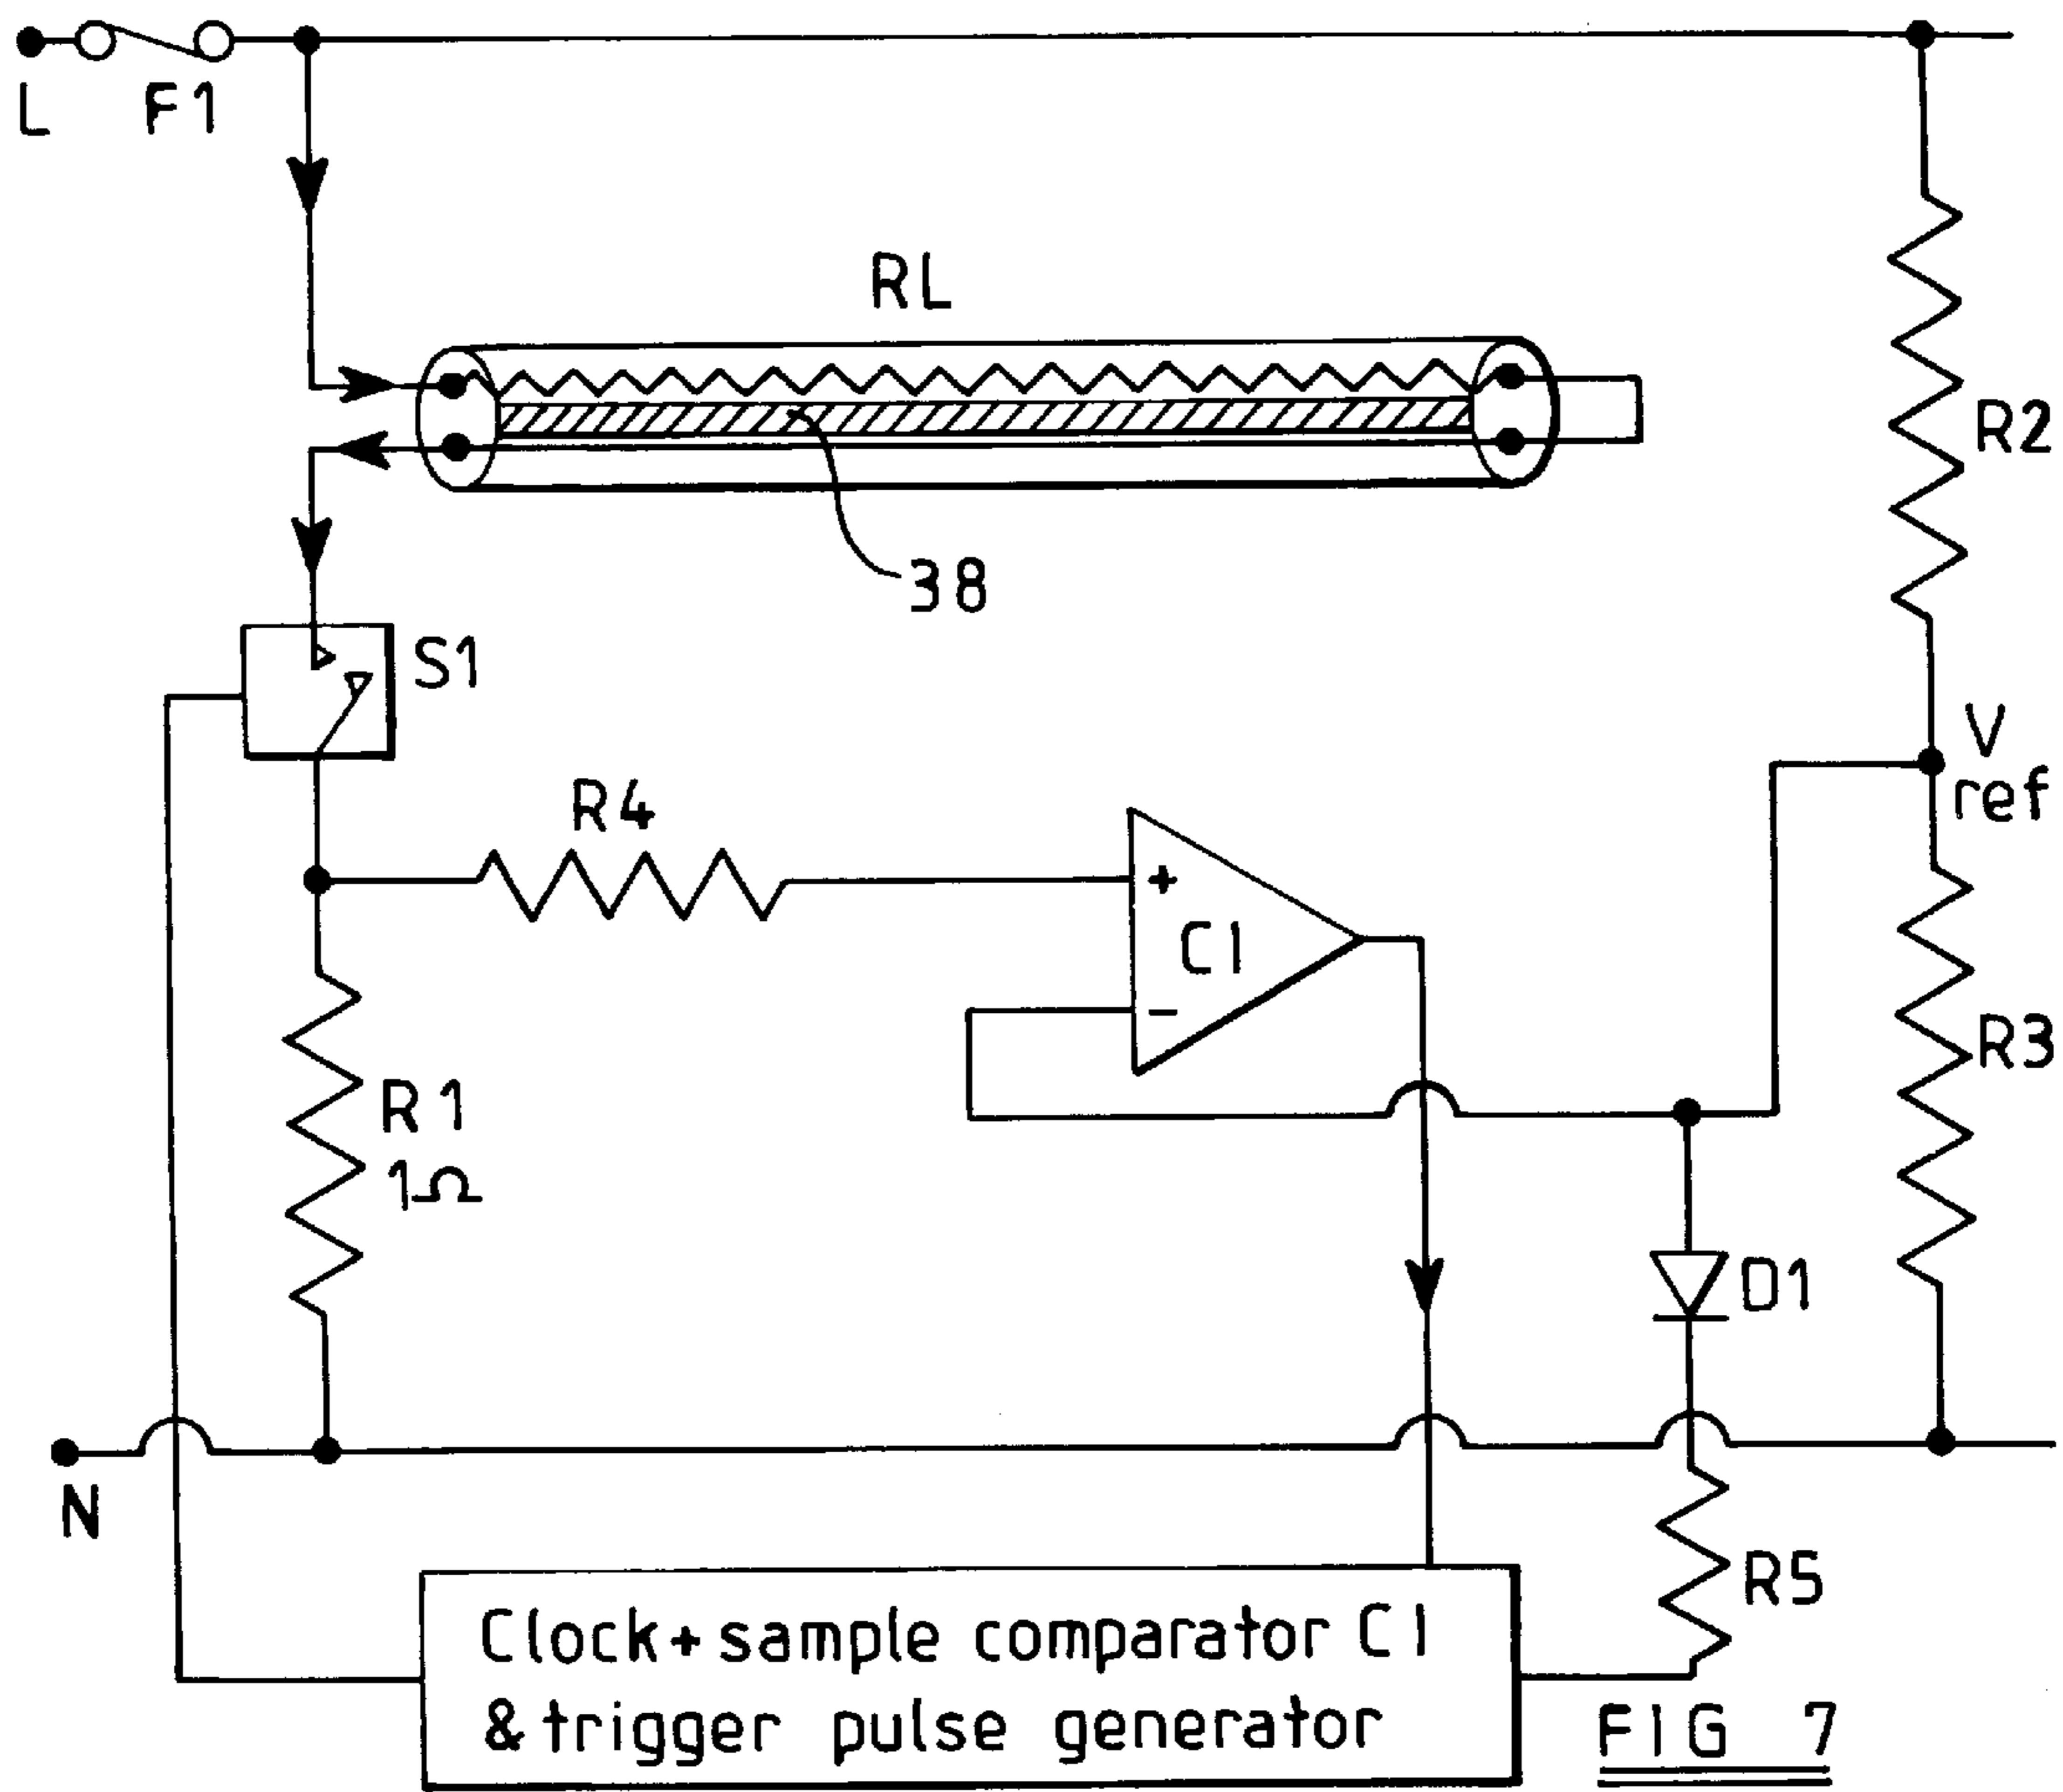 L
F1
RL
R2
38
S1
V
ref
R4
+
C1
-
R3
R1
1Ω
D1
N
R5
Clock+sample comparator C1
&trigger pulse generator
FIG 7